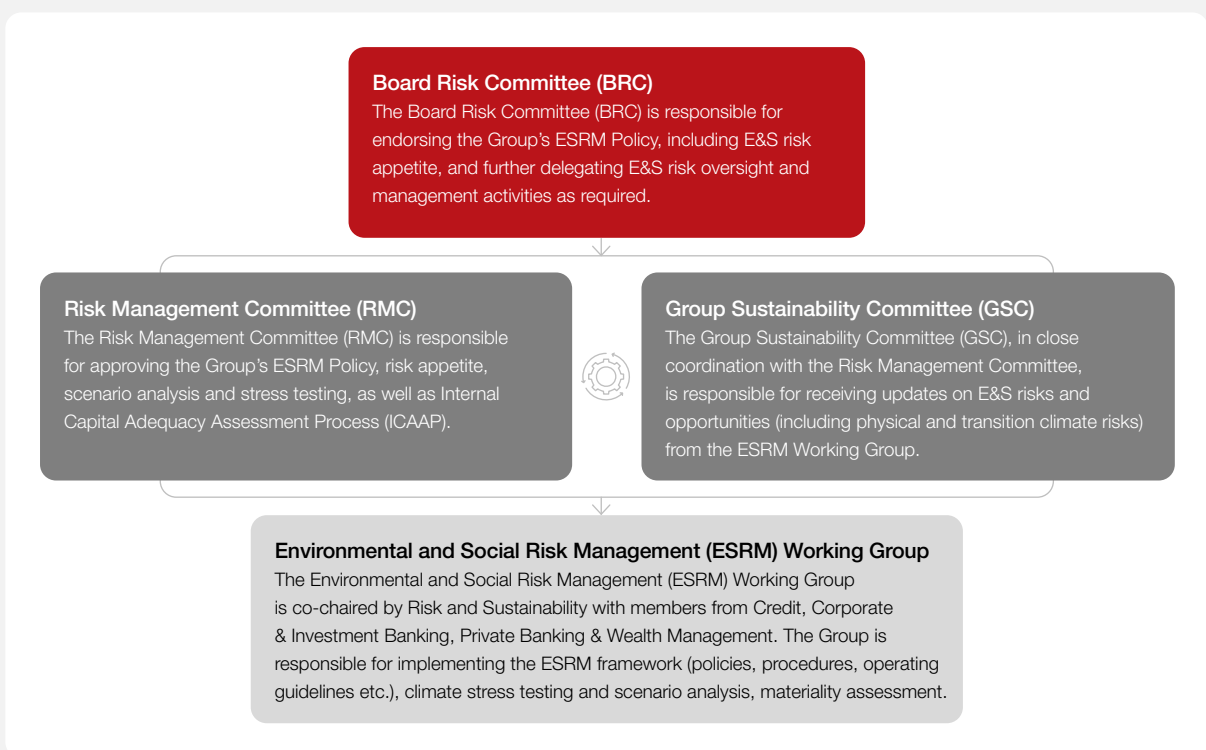 Board Risk Committee (BRC)
The Board Risk Committee (BRC) is responsible for
endorsing the Group’s ESRM Policy, including E&S risk
appetite, and further delegating E&S risk oversight and
management activities as required.
Risk Management Committee (RMC)
The Risk Management Committee (RMC) is responsible
for approving the Group’s ESRM Policy, risk appetite,
scenario analysis and stress testing, as well as Internal
Capital Adequacy Assessment Process (ICAAP).
Group Sustainability Committee (GSC)
The Group Sustainability Committee (GSC), in close
coordination with the Risk Management Committee,
is responsible for receiving updates on E&S risks and
opportunities (including physical and transition climate risks)
from the ESRM Working Group.
Environmental and Social Risk Management (ESRM) Working Group
The Environmental and Social Risk Management (ESRM) Working Group
is co-chaired by Risk and Sustainability with members from Credit, Corporate
& Investment Banking, Private Banking & Wealth Management. The Group is
responsible for implementing the ESRM framework (policies, procedures, operating
guidelines etc.), climate stress testing and scenario analysis, materiality assessment.